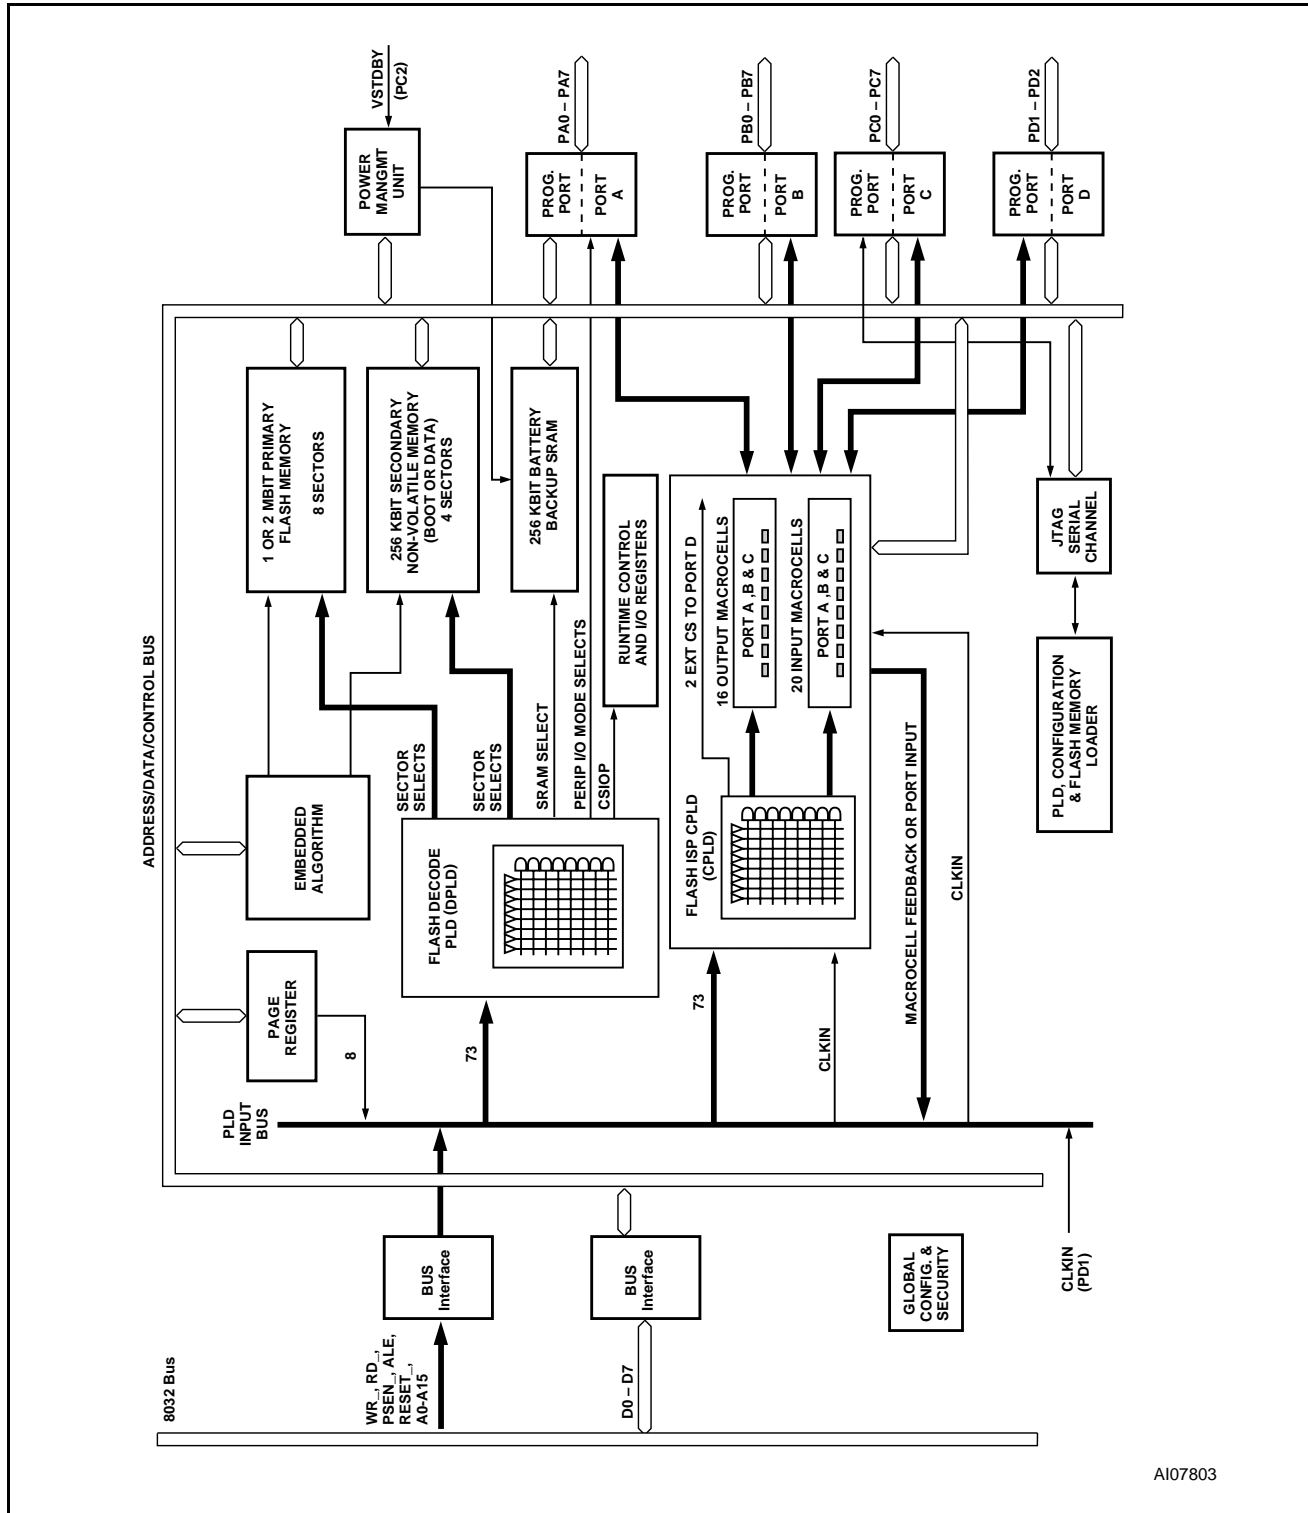 VSTDBY
(PC2)
PA0 – PA7
PB0 – PB7
PC0 – PC7
PD1 – PD2
POWER
MANGMT
UNIT
PROG.
PORT
PORT
A
PROG.
PORT
PORT
B
PROG.
PORT
PORT
C
PROG.
PORT
PORT
D
ADDRESS/DATA/CONTROL BUS
1 OR 2 MBIT PRIMARY
FLASH MEMORY
8 SECTORS
256 KBIT SECONDARY
NON-VOLATILE MEMORY
(BOOT OR DATA)
4 SECTORS
256 KBIT BATTERY
BACKUP SRAM
RUNTIME CONTROL
AND I/O REGISTERS
2 EXT CS TO PORT D
16 OUTPUT MACROCELLS
PORT A ,B & C
20 INPUT MACROCELLS
PORT A ,B & C
JTAG
SERIAL
CHANNEL
PLD, CONFIGURATION
& FLASH MEMORY
LOADER
EMBEDDED
ALGORITHM
SECTOR
SELECTS
SECTOR
SELECTS
SRAM SELECT
PERIP I/O MODE SELECTS
CSIOP
FLASH DECODE
PLD (DPLD)
FLASH ISP CPLD
(CPLD)
MACROCELL FEEDBACK OR PORT INPUT
CLKIN
PAGE
REGISTER
8
73
73
CLKIN
PLD
INPUT
BUS
BUS
Interface
BUS
Interface
GLOBAL
CONFIG. &
SECURITY
CLKIN
(PD1)
8032 Bus
WR_, RD_,
PSEN_, ALE,
RESET_,
A0-A15
D0 – D7
AI07803